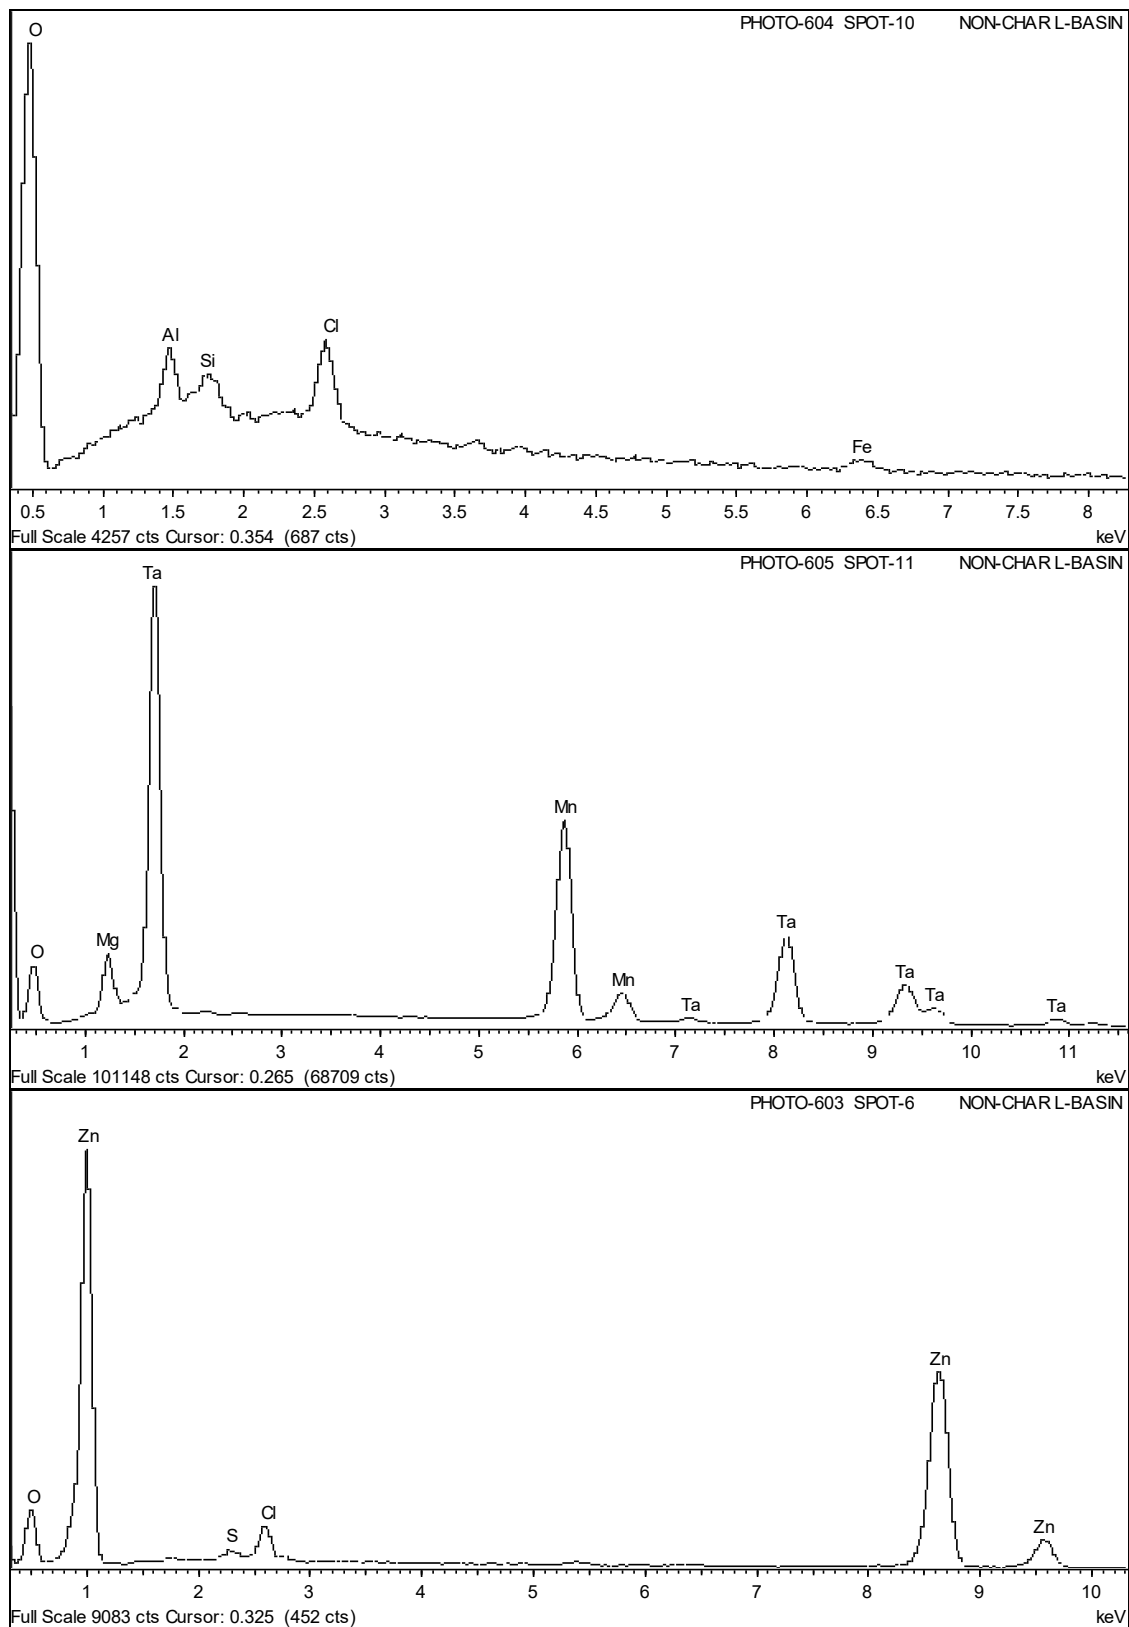 PHOTO-604 SPOT-10 NON-CHAR L-BASIN
O
Al
Si
Cl
Fe
0.5 1 1.5 2 2.5 3 3.5 4 4.5 5 5.5 6 6.5 7 7.5 8
Full Scale 4257 cts Cursor: 0.354 (687 cts) keV
PHOTO-605 SPOT-11 NON-CHAR L-BASIN
O
Mg
Ta
Mn
Mn
Ta
Ta
Ta
Ta
Ta
1 2 3 4 5 6 7 8 9 10 11
Full Scale 101148 cts Cursor: 0.265 (68709 cts) keV
PHOTO-603 SPOT-6 NON-CHAR L-BASIN
O
Zn
S
Cl
Zn
Zn
1 2 3 4 5 6 7 8 9 10
Full Scale 9083 cts Cursor: 0.325 (452 cts) keV